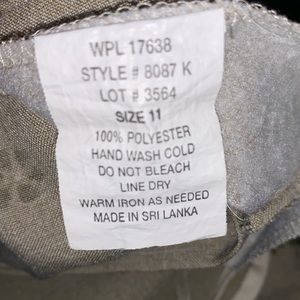 WPL 17638
STYLE # 8087 K
LOT # 3564
SIZE 11
100% POLYESTER
HAND WASH COLD
DO NOT BLEACH
LINE DRY
WARM IRON AS NEEDED
MADE IN SRI LANKA